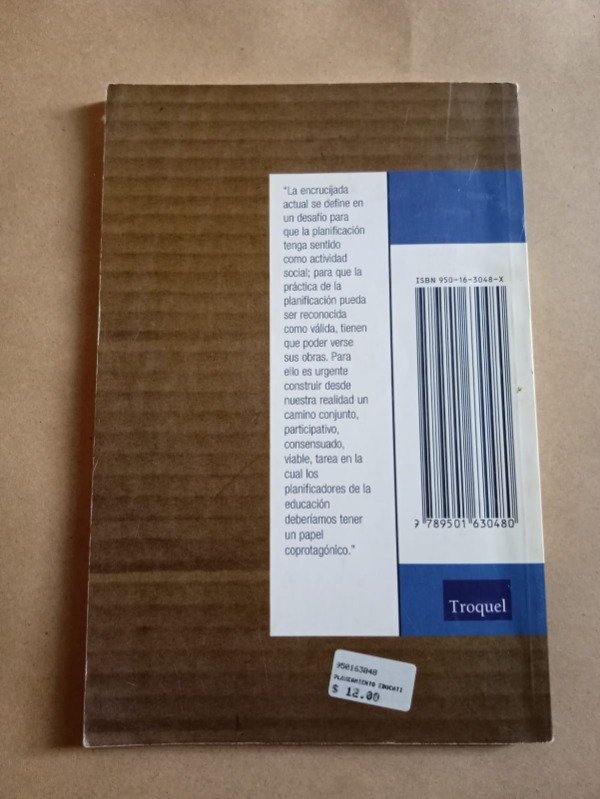 "La encrucijada
actual se define en
un desafío para
que la planificación
tenga sentido
como actividad
social; para que la
práctica de la
planificación pueda
ser reconocida
como válida, tienen
que poder verse
sus obras. Para
ello es urgente
construir desde
nuestra realidad un
camino conjunto,
participativo,
consensuado,
viable, tarea en la
cual los
planificadores de la
educación
deberíamos tener
un papel
coprotagónico."
ISBN 950-16-3048-X
9 789501 630480
Troquel
950163048
PLANEAMIENTO EDUCATI
$ 12.00